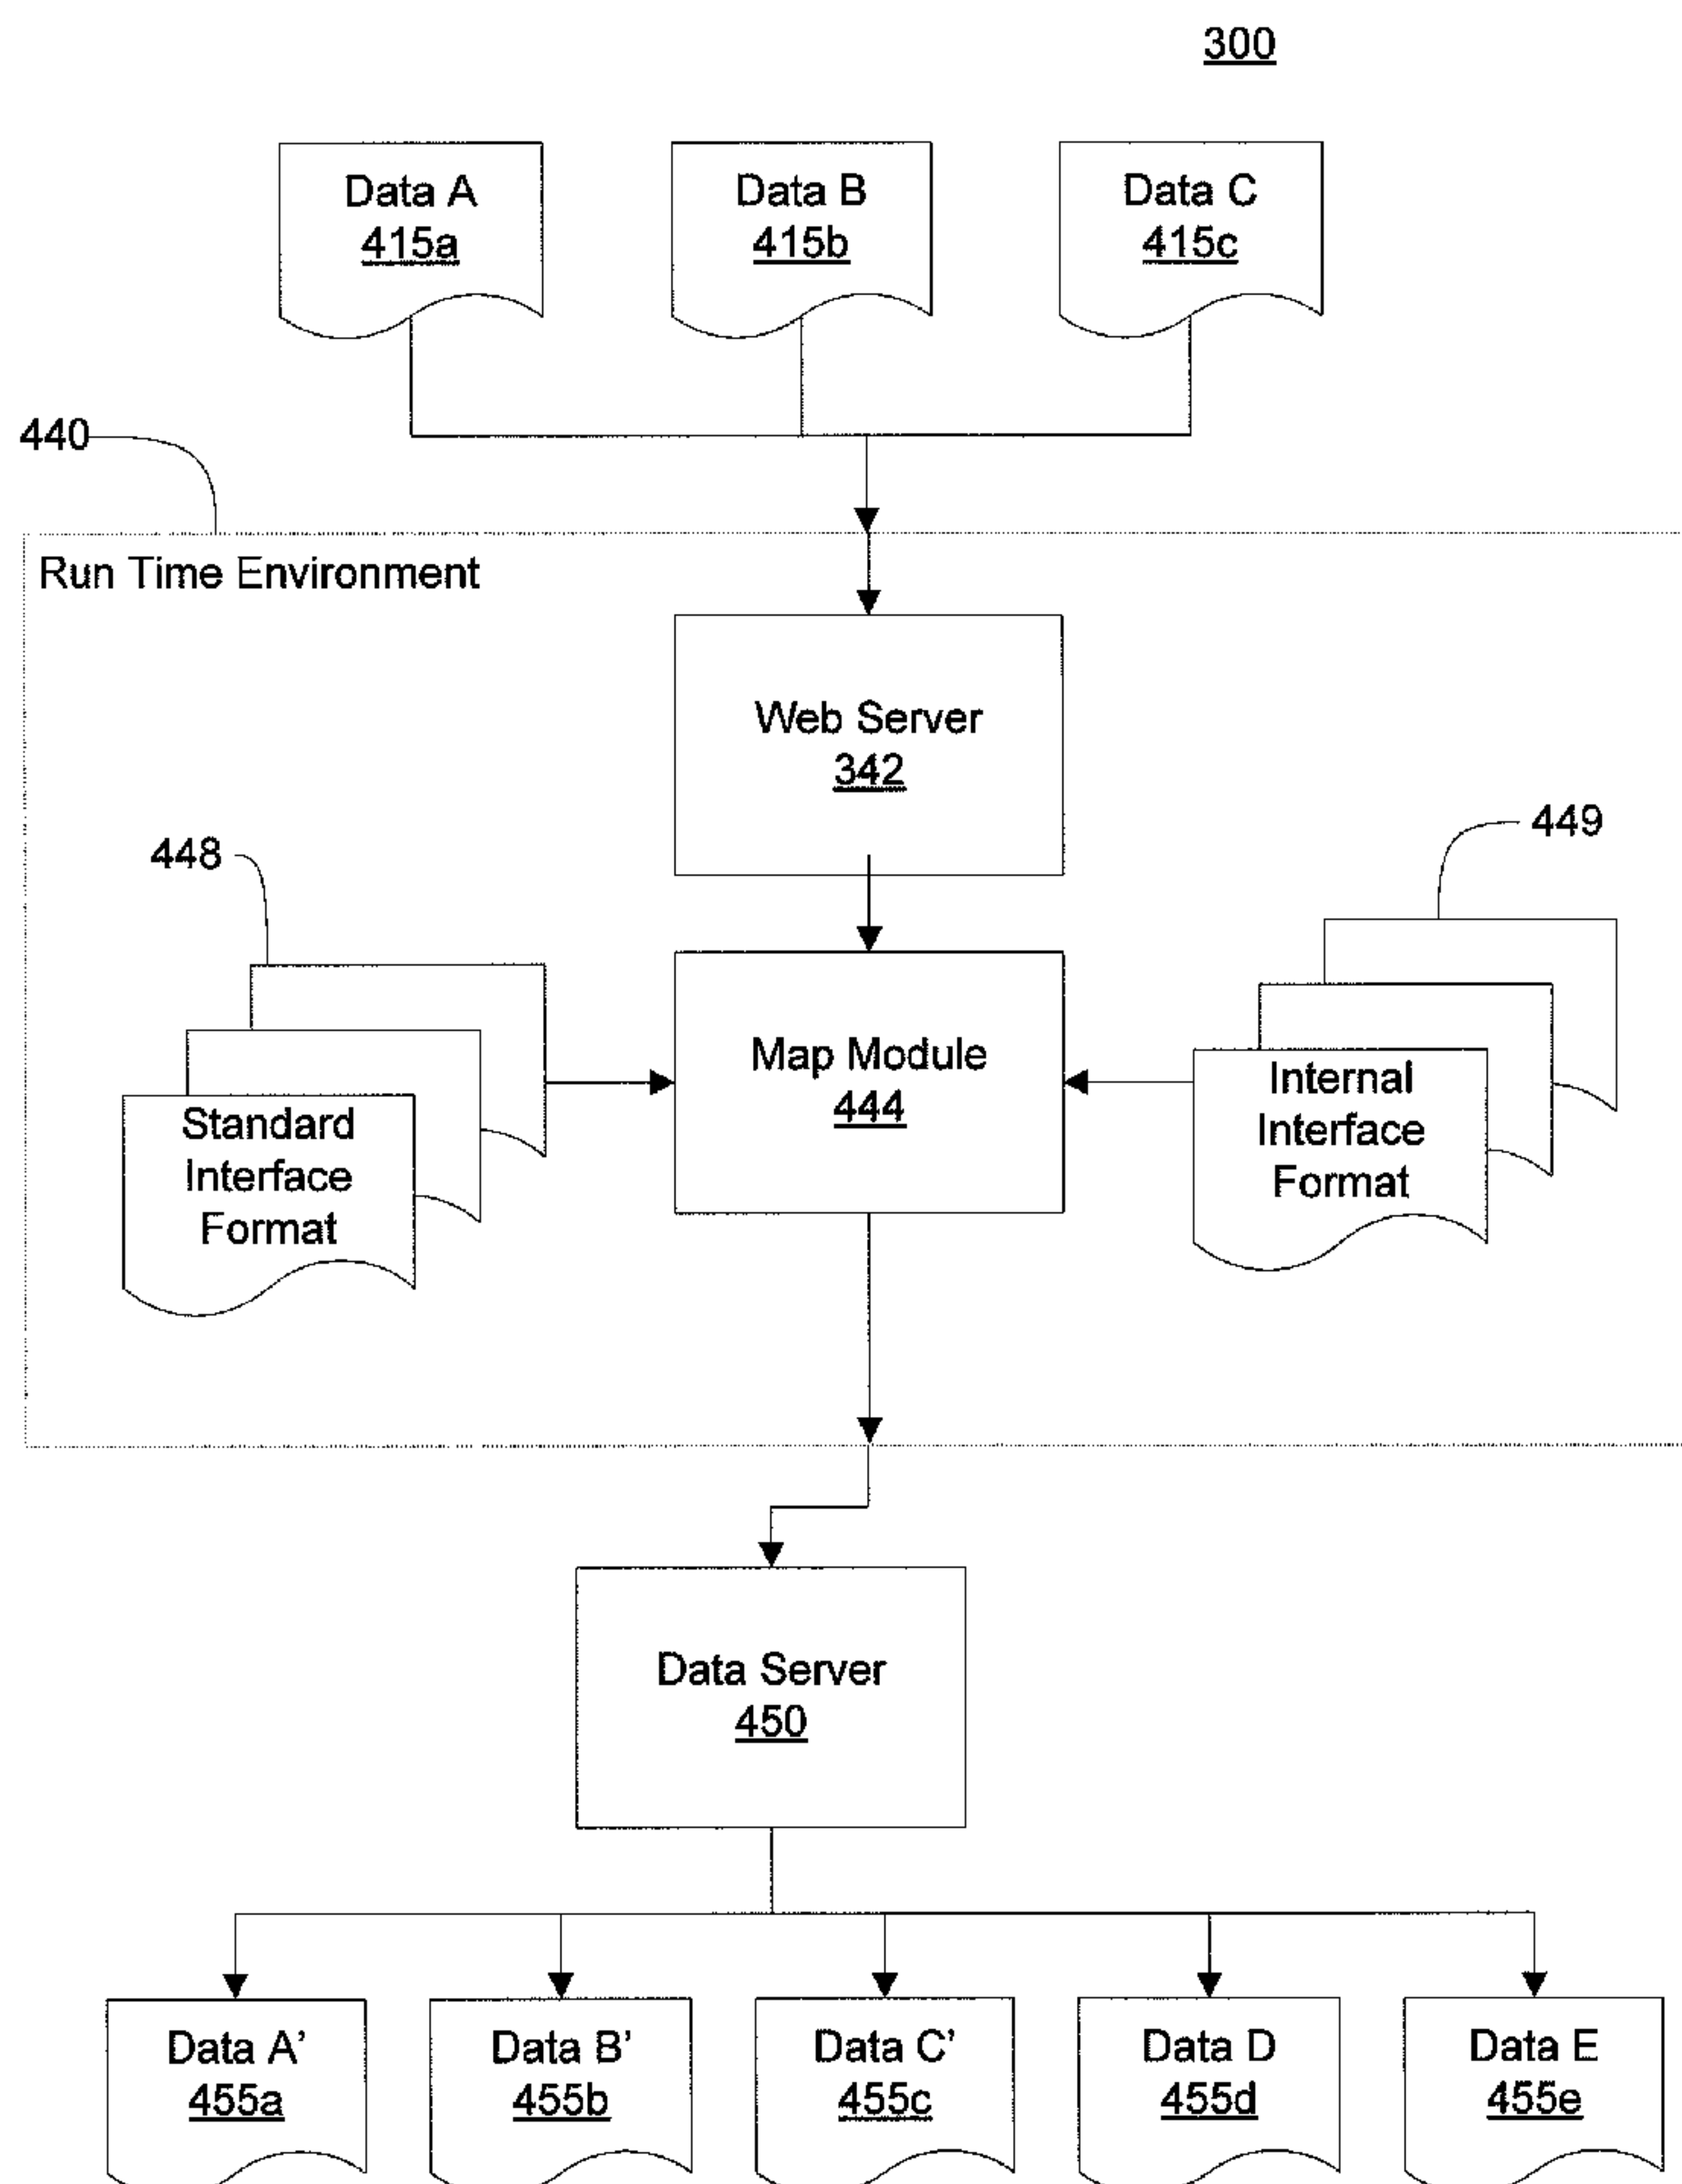 300
Data A
415a
Data B
415b
Data C
415c
440
Run Time Environment
Web Server
342
448
449
Map Module
444
Standard
Interface
Format
Internal
Interface
Format
Data Server
450
Data A’
455a
Data B’
455b
Data C’
455c
Data D
455d
Data E
455e